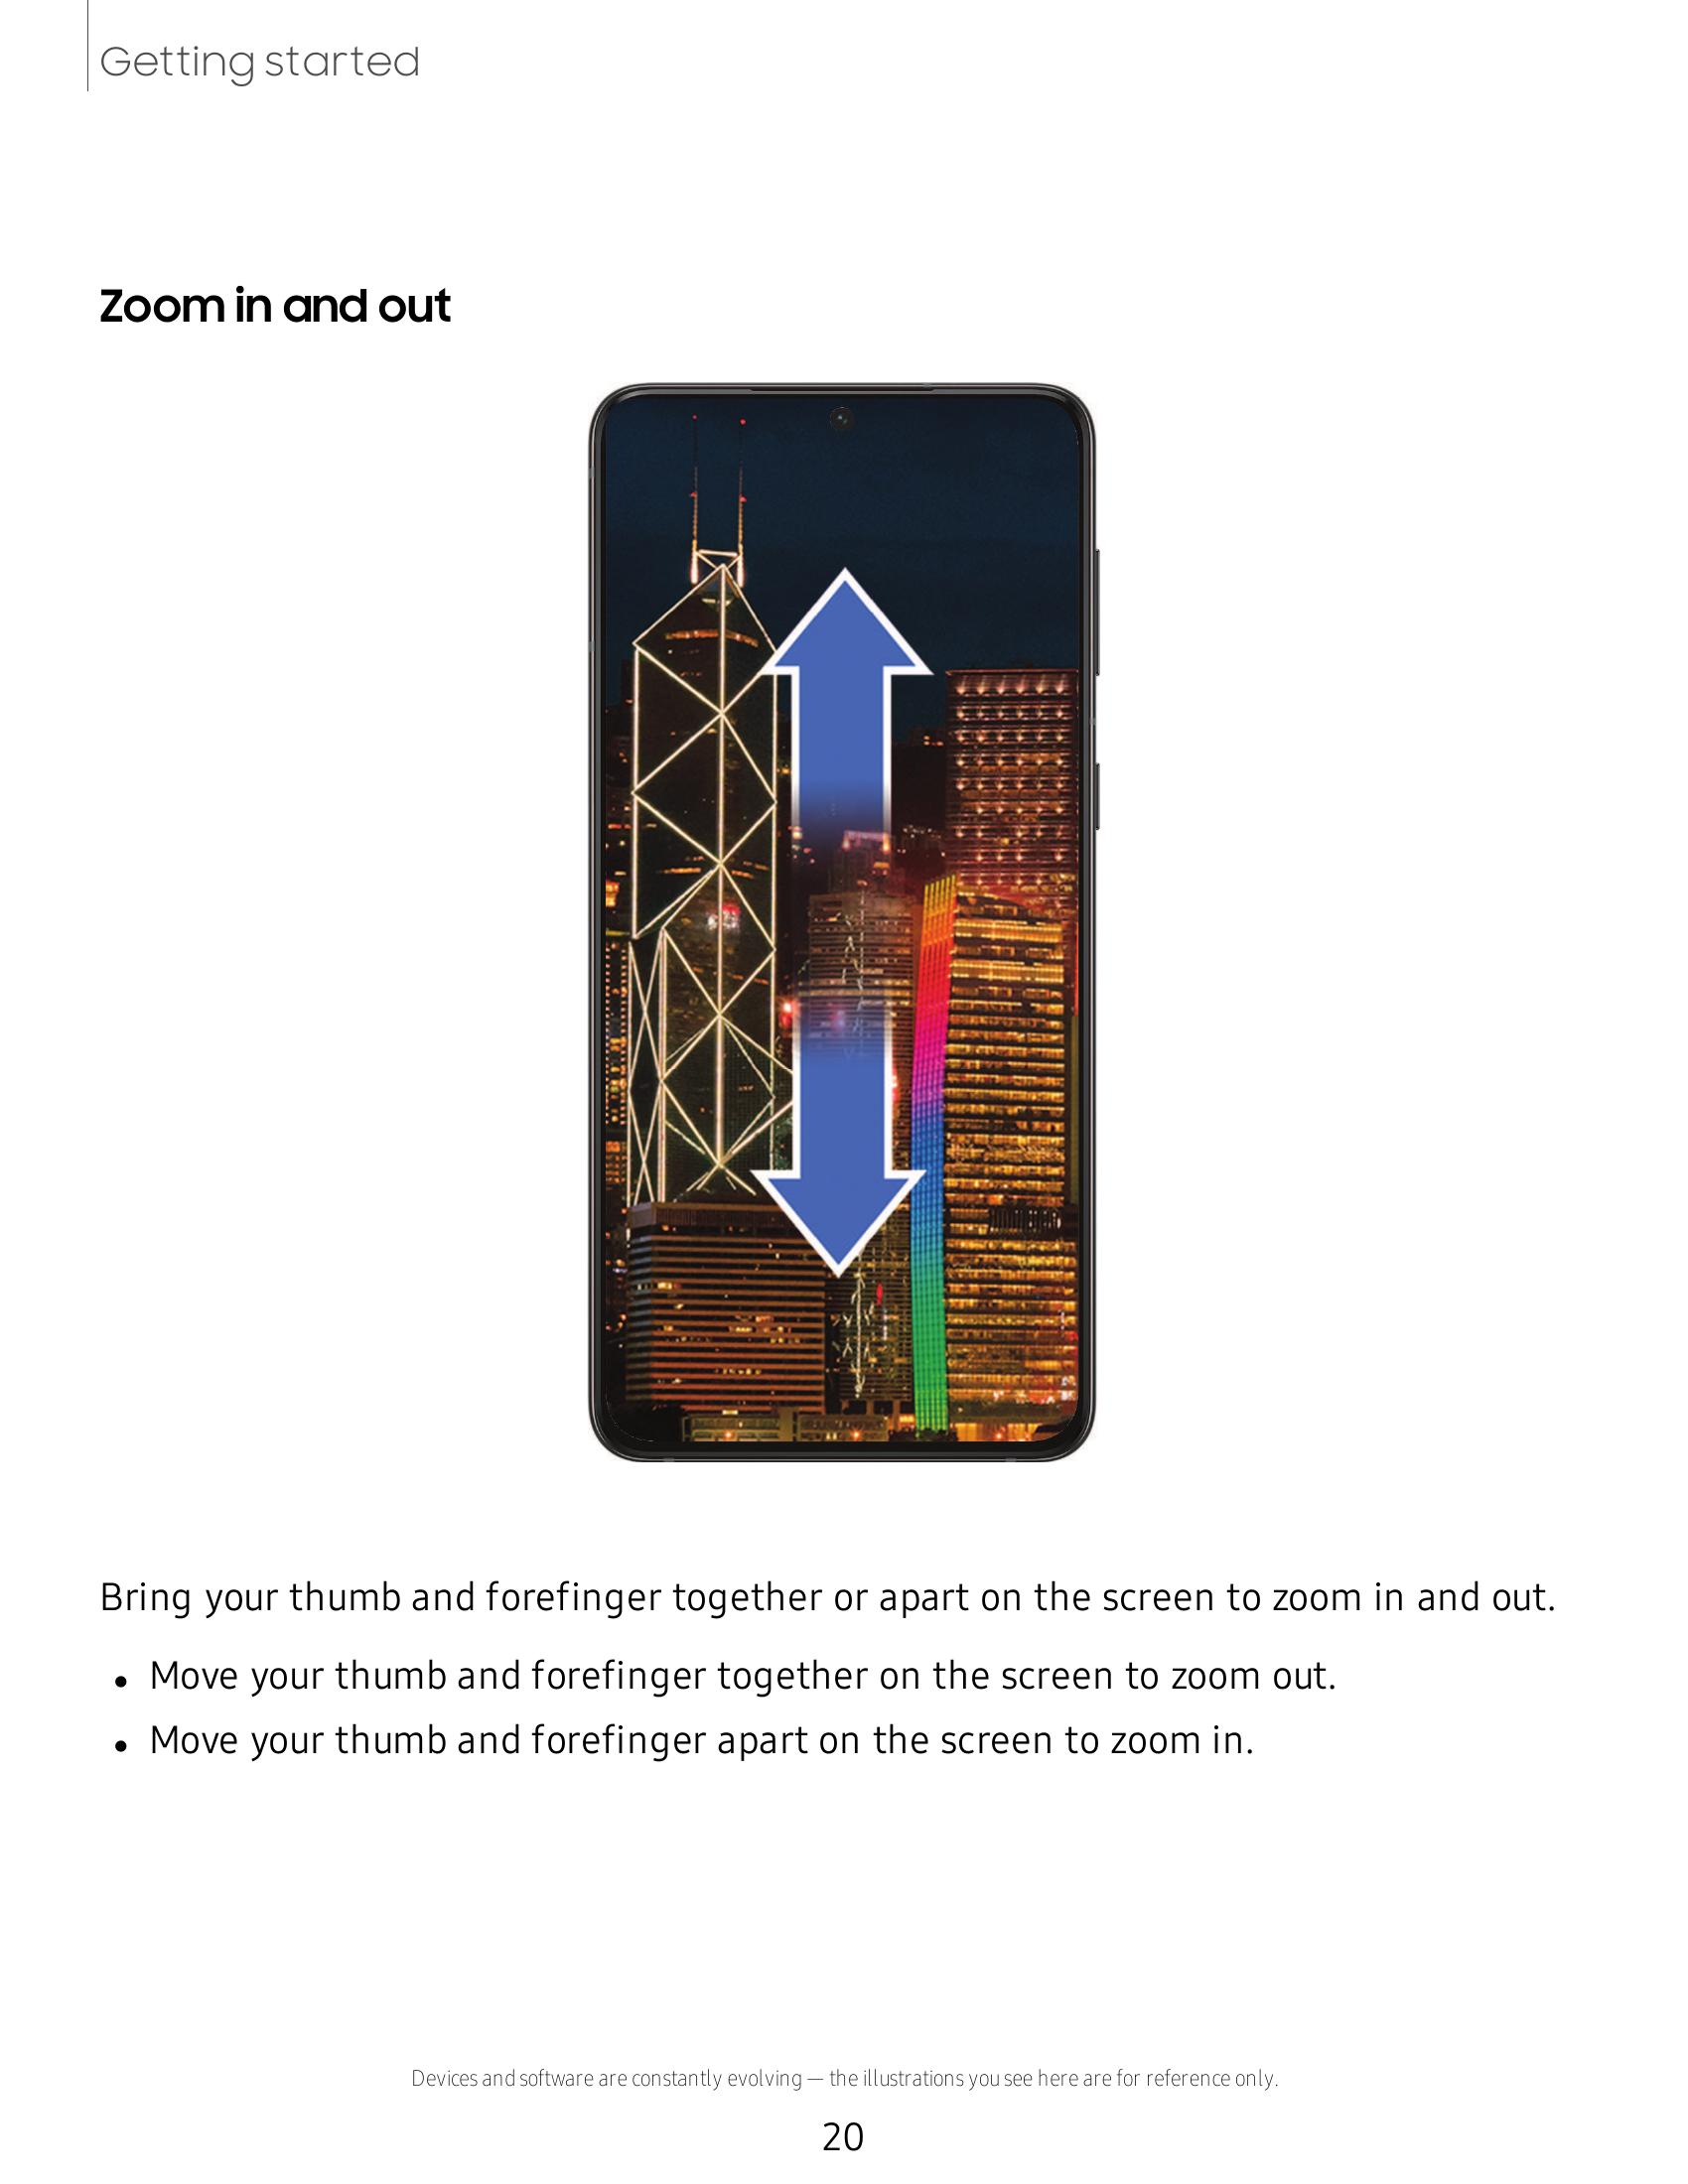 Getting started
Zoom in and out
Bring your thumb and forefinger together or apart on the screen to zoom in and out.
• Move your thumb and forefinger together on the screen to zoom out.
• Move your thumb and forefinger apart on the screen to zoom in.
Devices and software are constantly evolving — the illustrations you see here are for reference only.
20